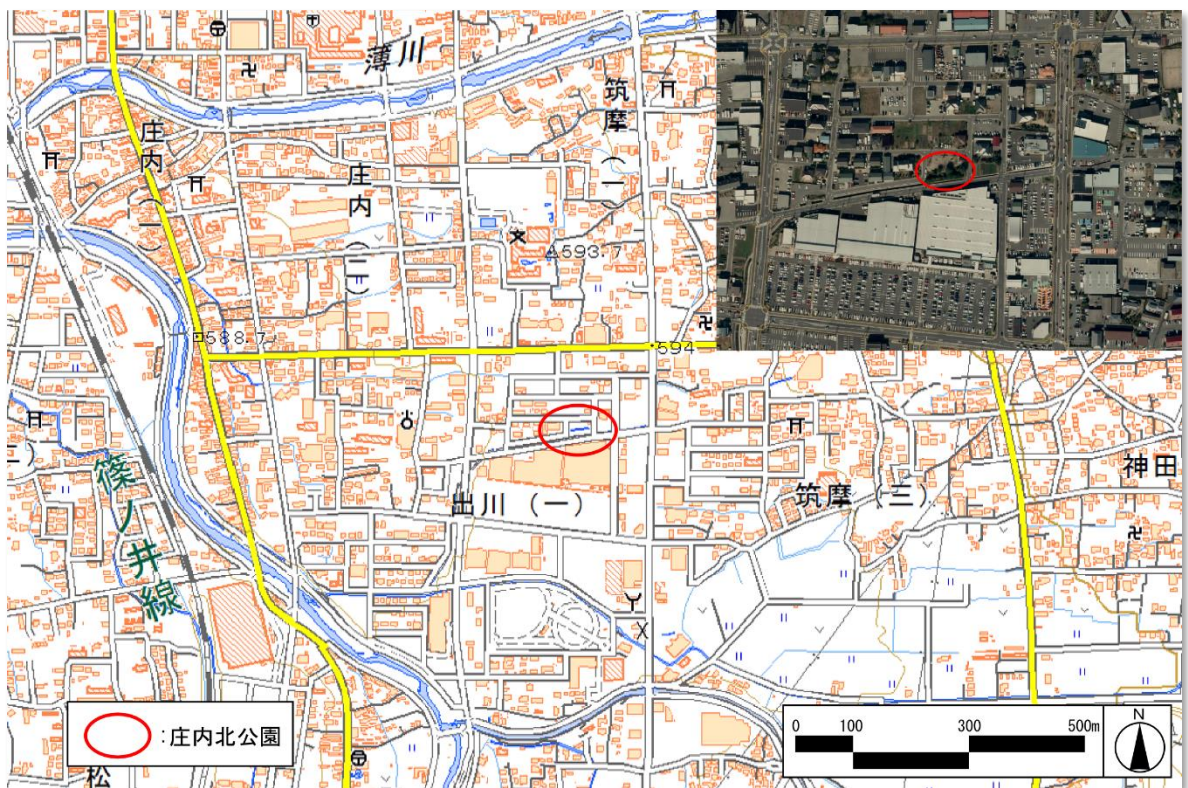 薄川
筑摩(一)
庄内(一)
庄内(二)
593.7
588.7
594
神田
出川(一)
筑摩(三)
篠ノ井線
:庄内北公園
松
0 100 300 500m
N